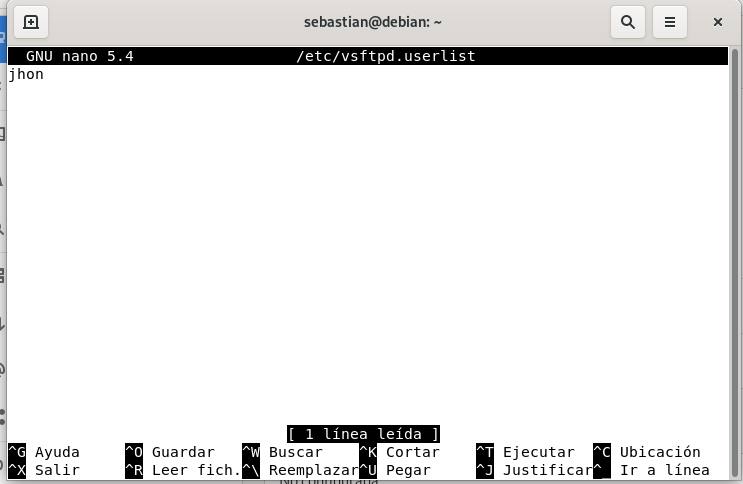 sebastian@debian: ~
GNU nano 5.4 /etc/vsftpd.userlist
jhon
[ 1 línea leída ]
^G Ayuda ^O Guardar ^W Buscar ^K Cortar ^T Ejecutar ^C Ubicación
^X Salir ^R Leer fich. ^\ Reemplazar ^U Pegar ^J Justificar ^_ Ir a línea